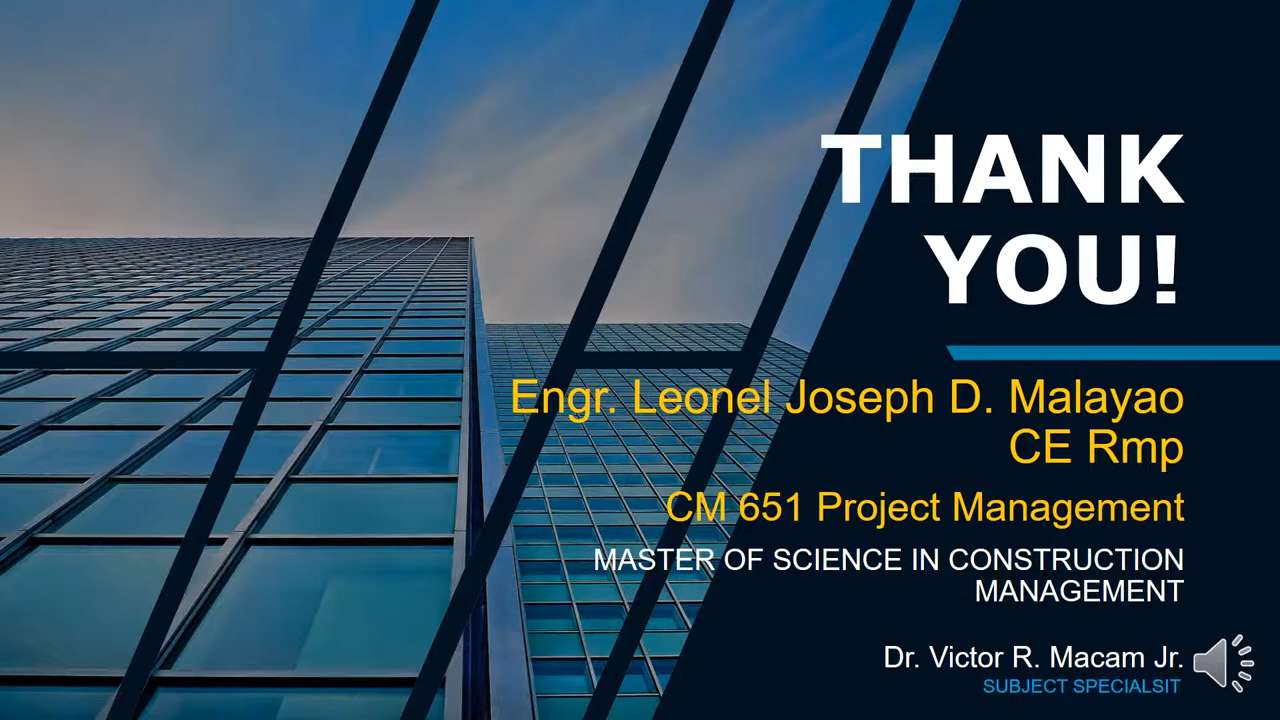 THANK
YOU!
Engr. Leonel Joseph D. Malayao
CE Rmp
CM 651 Project Management
MASTER OF SCIENCE IN CONSTRUCTION
MANAGEMENT
Dr. Victor R. Macam Jr.
SUBJECT SPECIALSIT